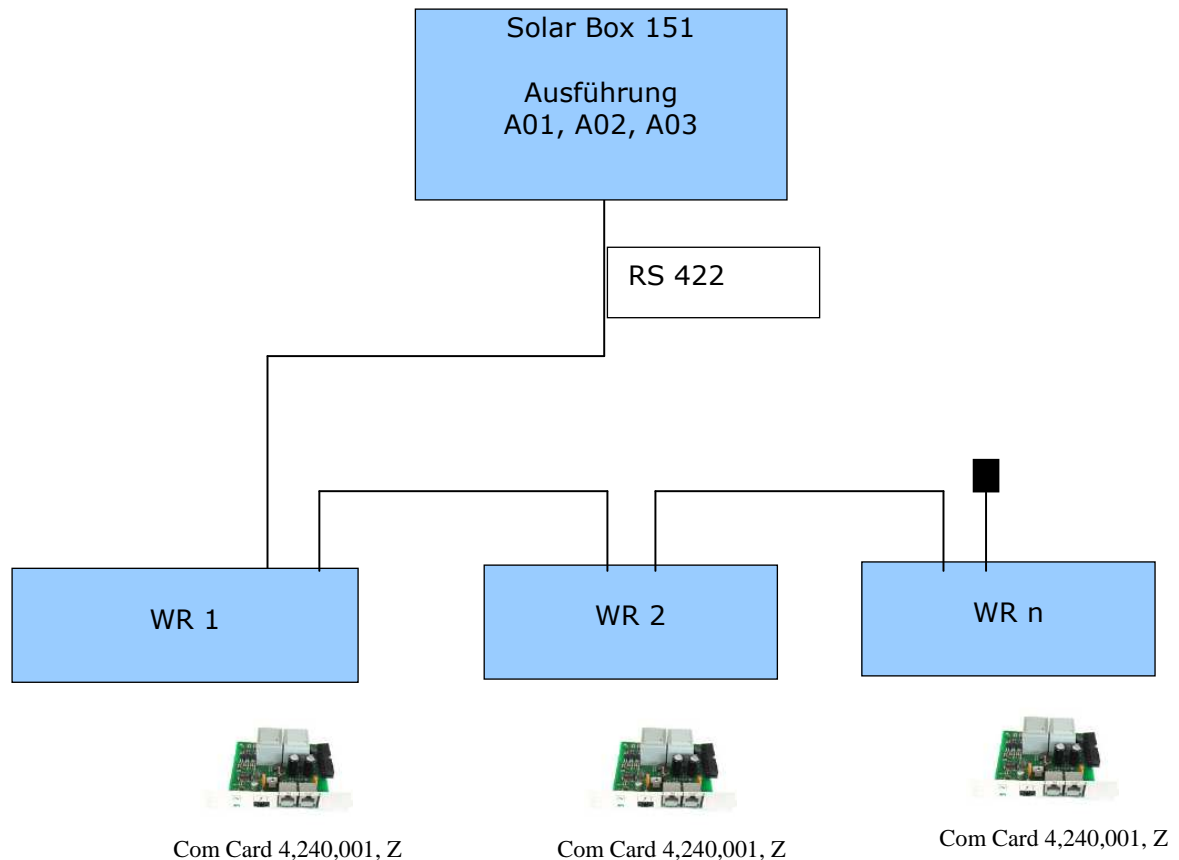 Solar Box 151
Ausführung
A01, A02, A03
RS 422
WR 1
WR 2
WR n
Com Card 4,240,001, Z
Com Card 4,240,001, Z
Com Card 4,240,001, Z